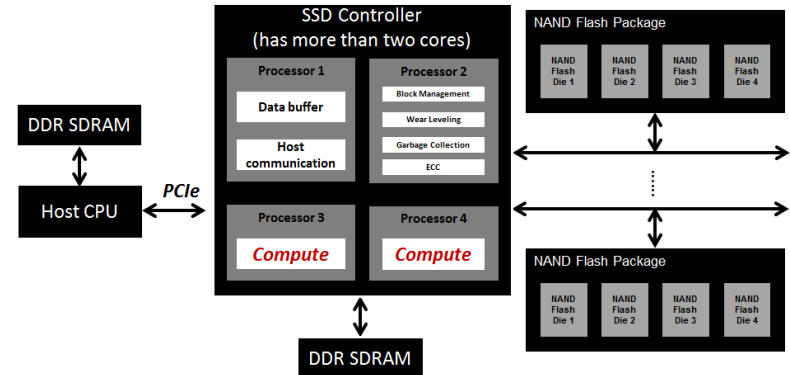 SSD Controller
(has more than two cores)
Processor 1
Data buffer
Host
communication
Processor 2
Block Management
Wear Leveling
Garbage Collection
ECC
Processor 3
Compute
Processor 4
Compute
DDR SDRAM
Host CPU
PCIe
DDR SDRAM
NAND Flash Package
NAND
Flash
Die 1
NAND
Flash
Die 2
NAND
Flash
Die 3
NAND
Flash
Die 4
......
NAND Flash Package
NAND
Flash
Die 1
NAND
Flash
Die 2
NAND
Flash
Die 3
NAND
Flash
Die 4